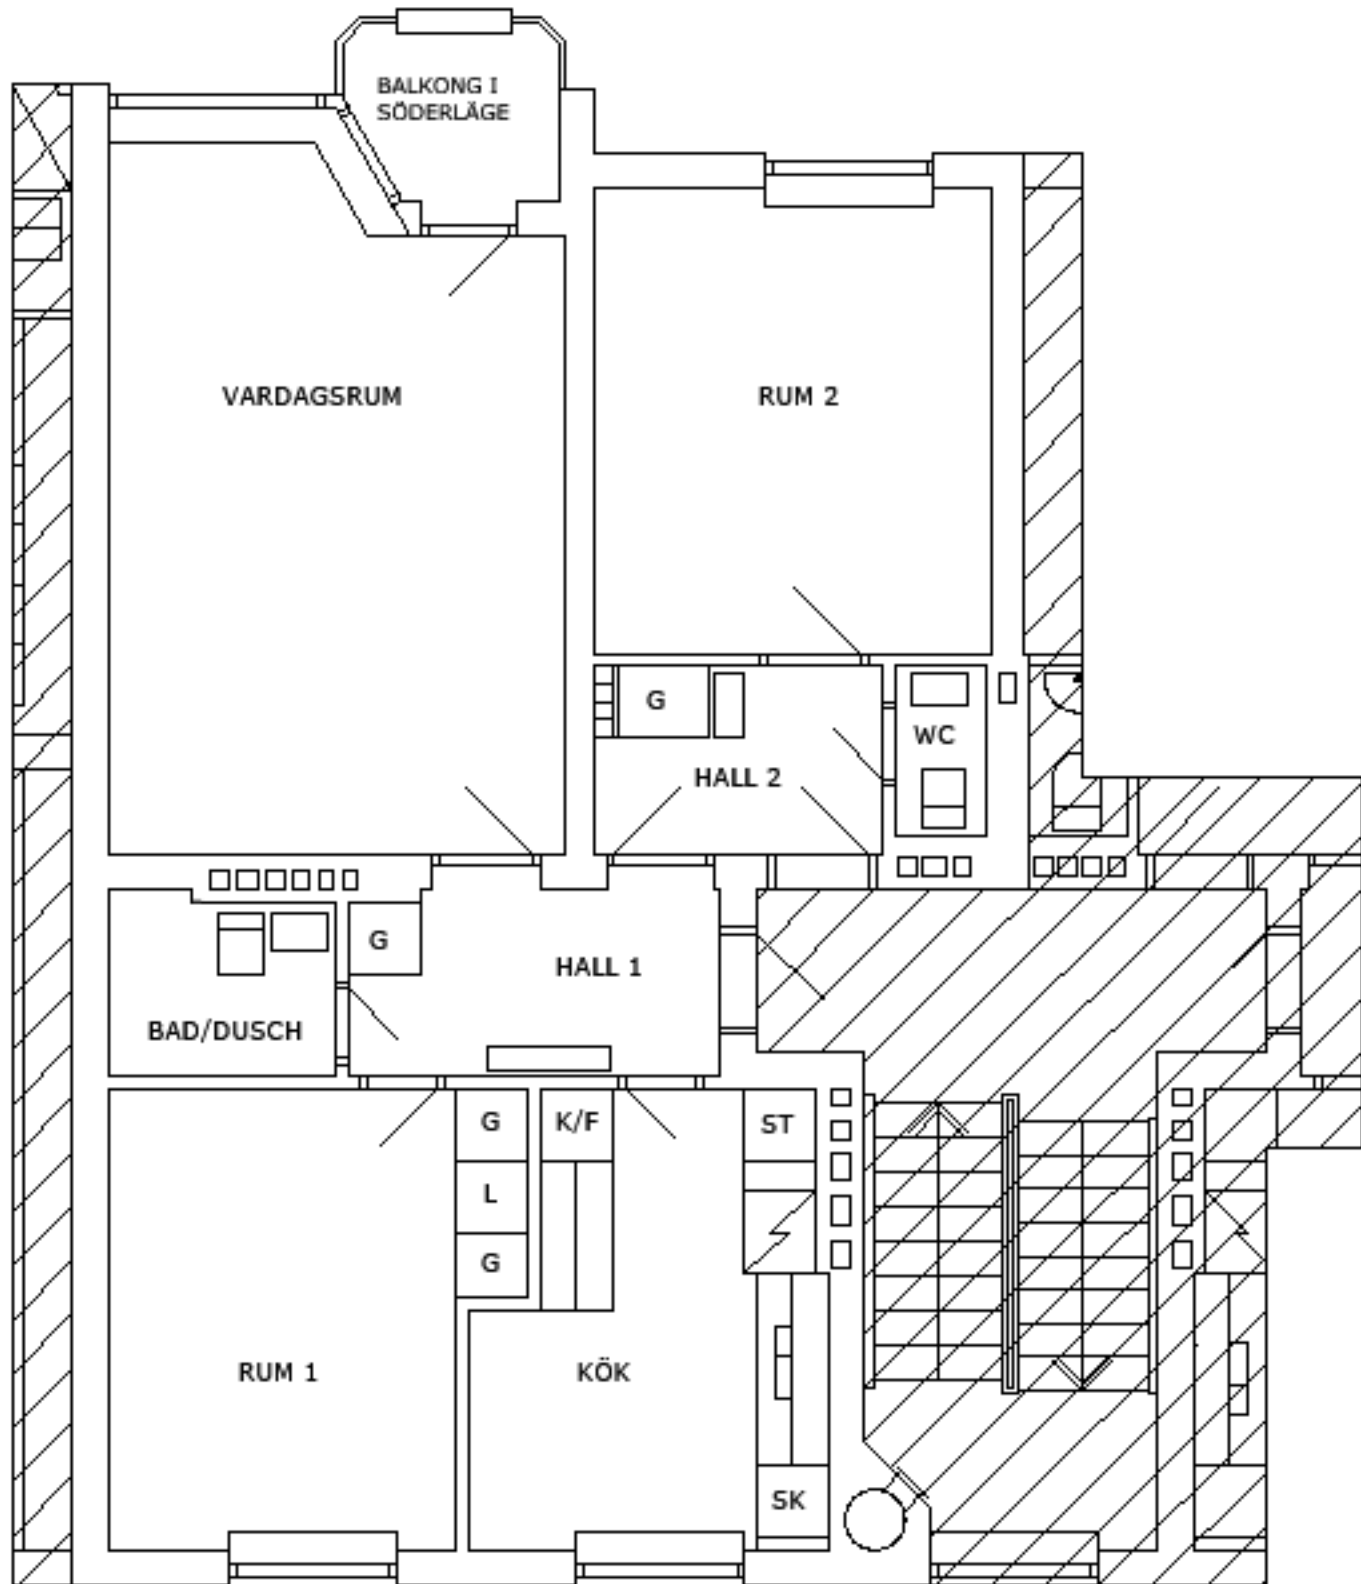 BALKONG I
SÖDERLÄGE
VARDAGSRUM
RUM 2
G
WC
HALL 2
G
HALL 1
BAD/DUSCH
G
K/F
ST
L
G
RUM 1
KÖK
SK